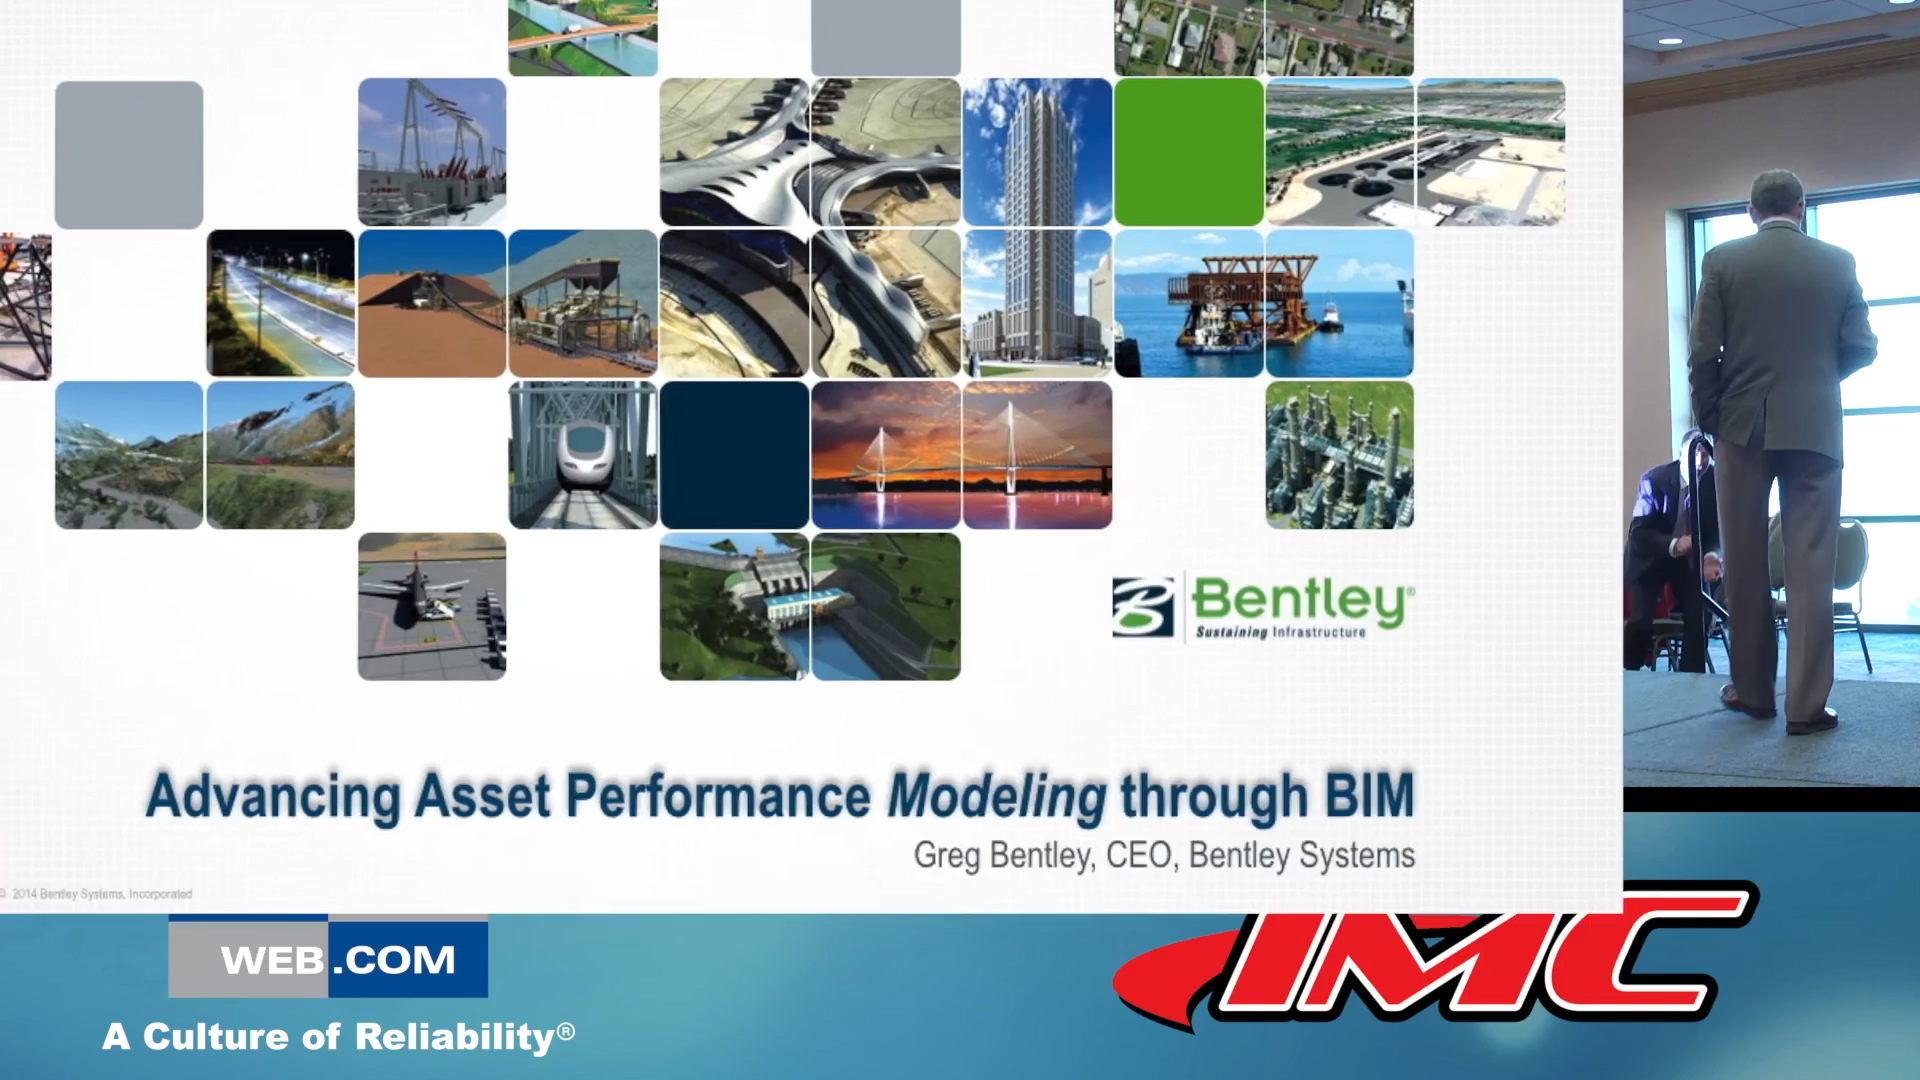 Bentley®
Sustaining Infrastructure
Advancing Asset Performance Modeling through BIM
Greg Bentley, CEO, Bentley Systems
© 2014 Bentley Systems, Incorporated
WEB.COM
A Culture of Reliability®
IMC